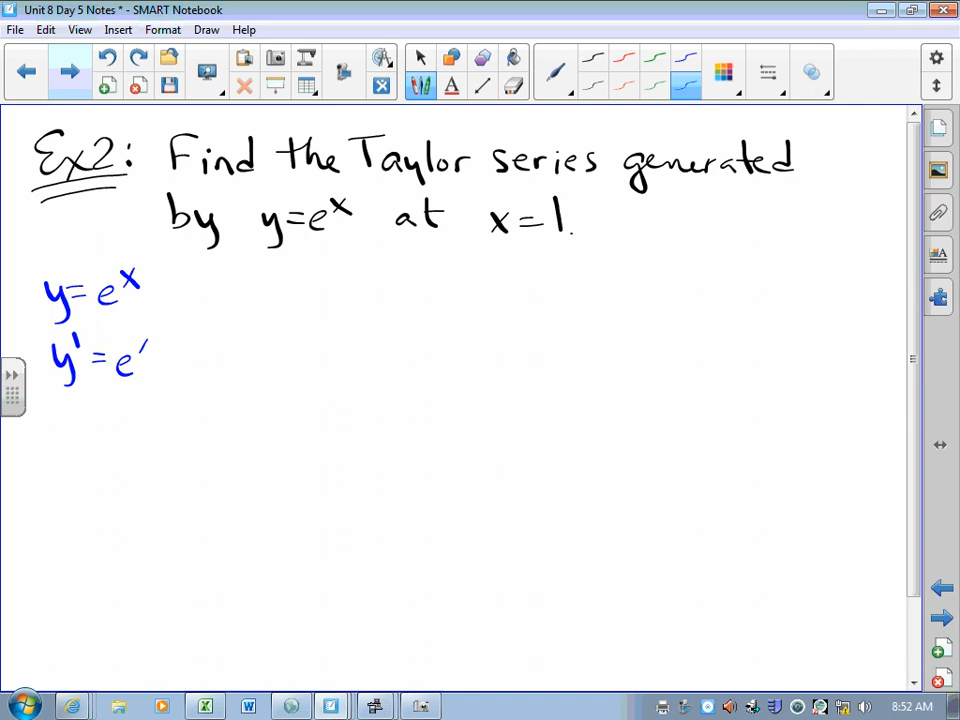 Unit 8 Day 5 Notes * - SMART Notebook
File Edit View Insert Format Draw Help
Ex2: Find the Taylor series generated
by y=e^x at x=1.
y=e^x
y'=e'
8:52 AM